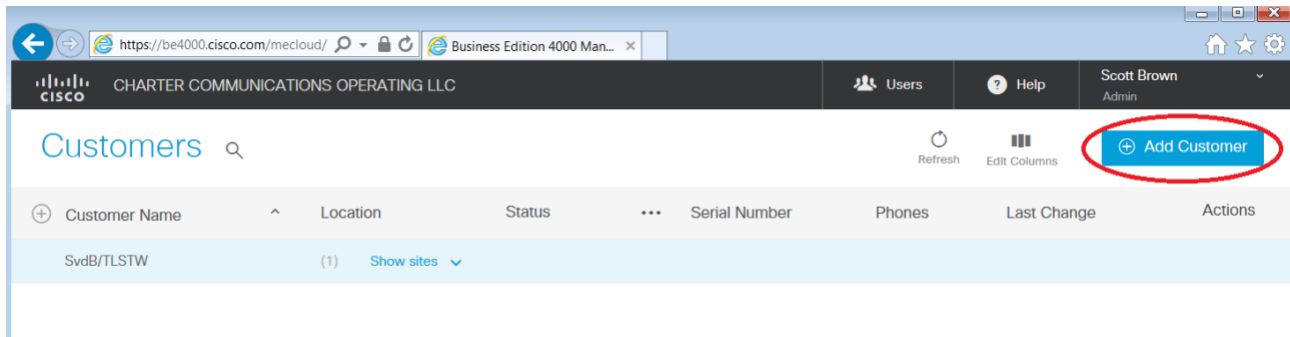 https://be4000.cisco.com/mecloud/ Business Edition 4000 Man...
CISCO CHARTER COMMUNICATIONS OPERATING LLC Users ? Help Scott Brown
Admin
Customers Refresh Edit Columns Add Customer
Customer Name Location Status ... Serial Number Phones Last Change Actions
SvdB/TLSTW (1) Show sites